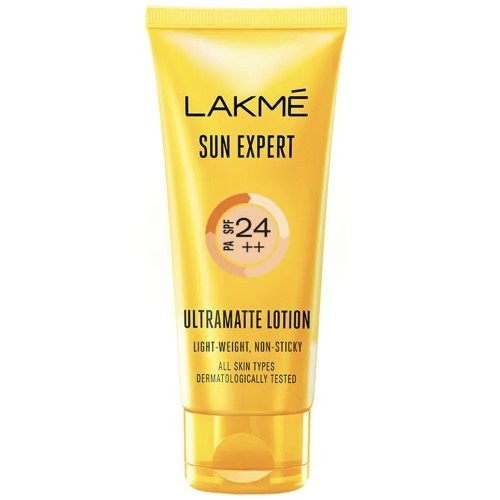 LAKMÉ
SUN EXPERT
SPF 24
PA ++
ULTRAMATTE LOTION
LIGHT-WEIGHT, NON-STICKY
ALL SKIN TYPES
DERMATOLOGICALLY TESTED